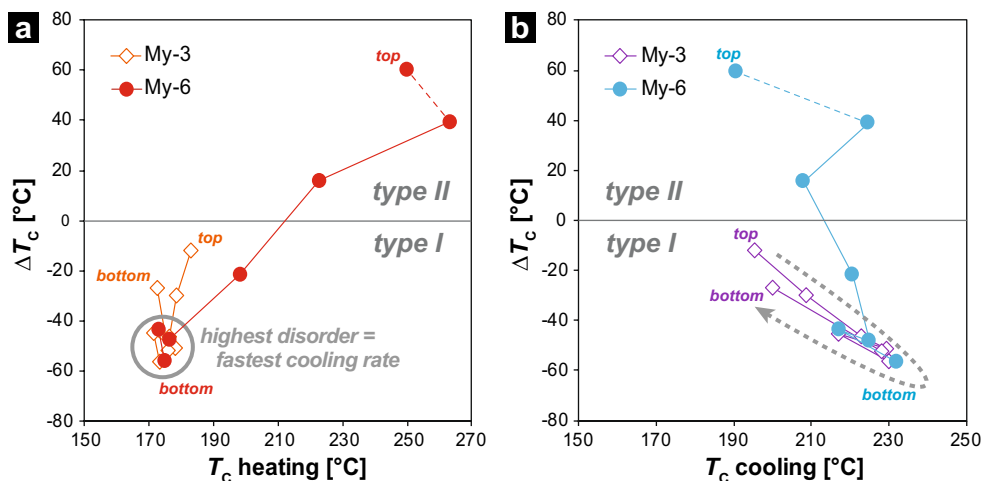 a
80
60
40
20
0
-20
-40
-60
-80
ΔTC [°C]
My-3
My-6
top
type II
type I
top
bottom
highest disorder =
fastest cooling rate
bottom
150 170 190 210 230 250 270
TC heating [°C]
b
80
60
40
20
0
-20
-40
-60
-80
ΔTC [°C]
My-3
My-6
top
type II
type I
top
bottom
bottom
150 170 190 210 230 250
TC cooling [°C]